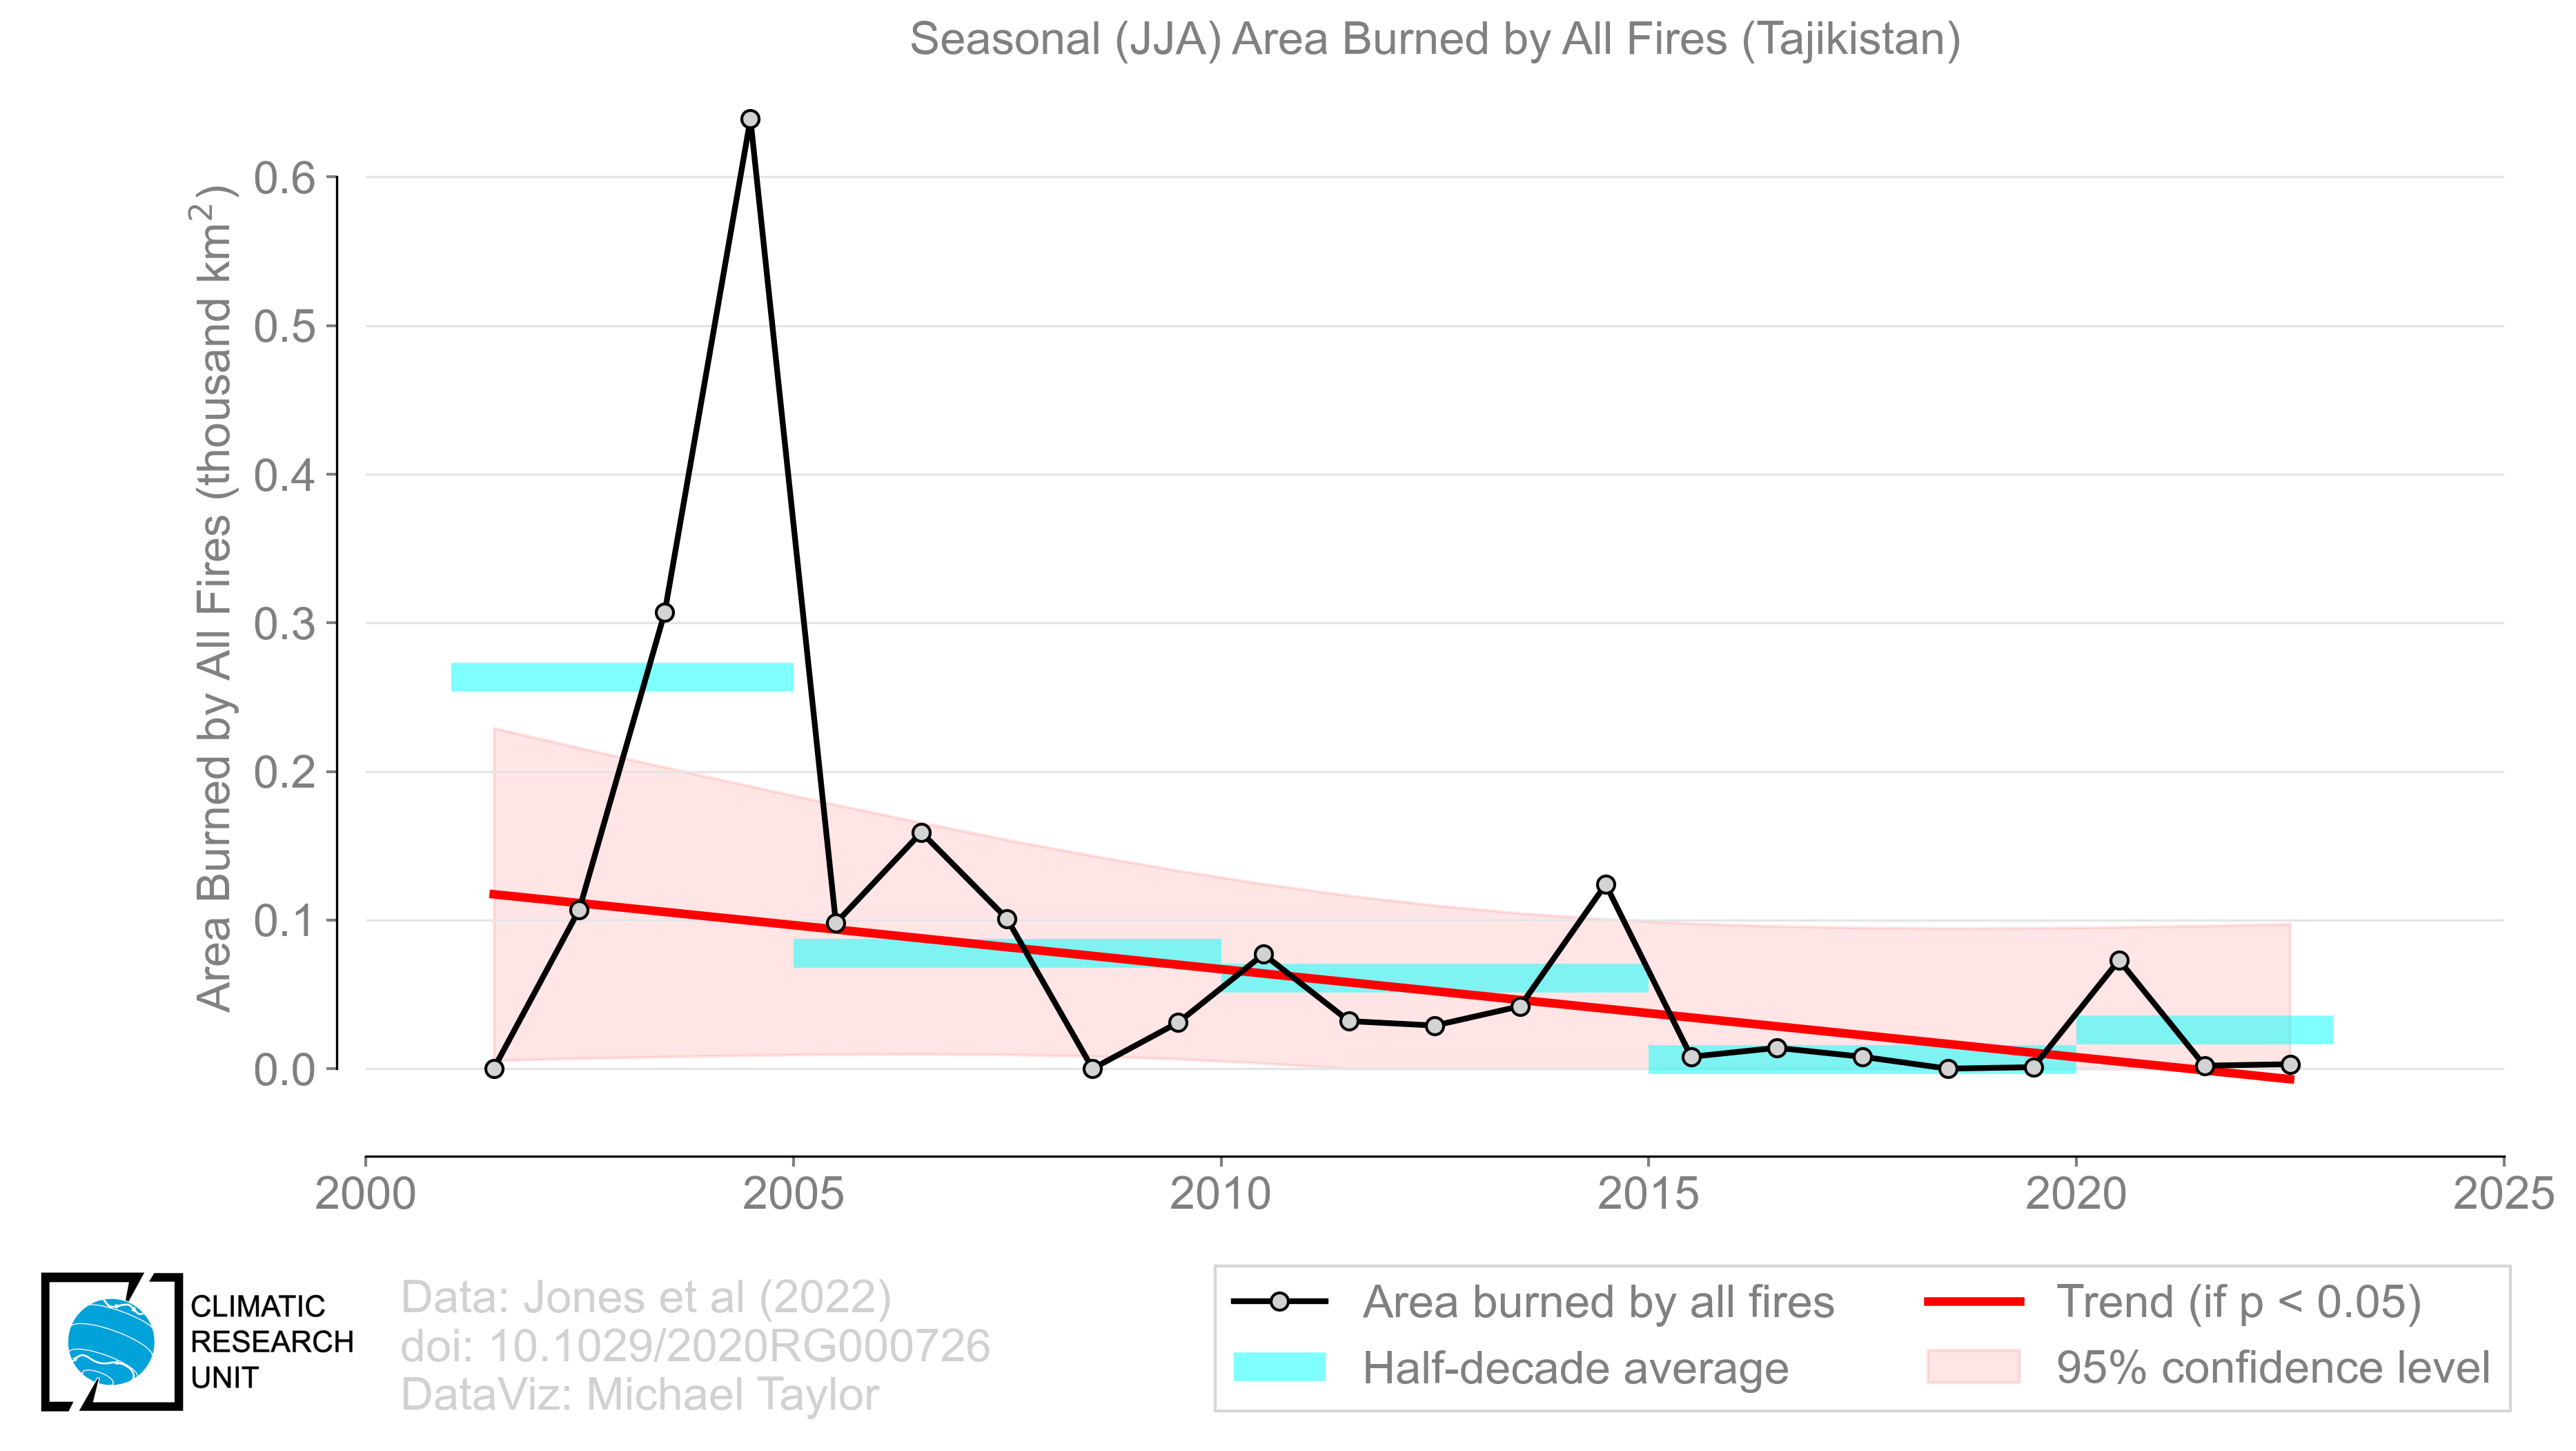 Seasonal (JJA) Area Burned by All Fires (Tajikistan)
Area Burned by All Fires (thousand km²)
0.6
0.5
0.4
0.3
0.2
0.1
0.0
2000 2005 2010 2015 2020 2025
CLIMATIC
RESEARCH
UNIT
Data: Jones et al (2022)
doi: 10.1029/2020RG000726
DataViz: Michael Taylor
Area burned by all fires
Half-decade average
Trend (if p < 0.05)
95% confidence level